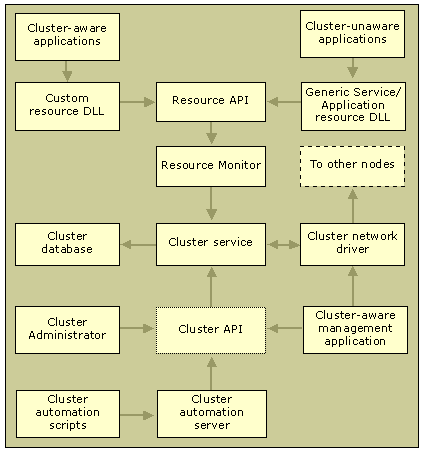 Cluster-aware
applications
Cluster-unaware
applications
Custom
resource DLL
Resource API
Generic Service/
Application
resource DLL
Resource Monitor
To other nodes
Cluster
database
Cluster service
Cluster network
driver
Cluster
Administrator
Cluster API
Cluster-aware
management
application
Cluster
automation
scripts
Cluster
automation
server